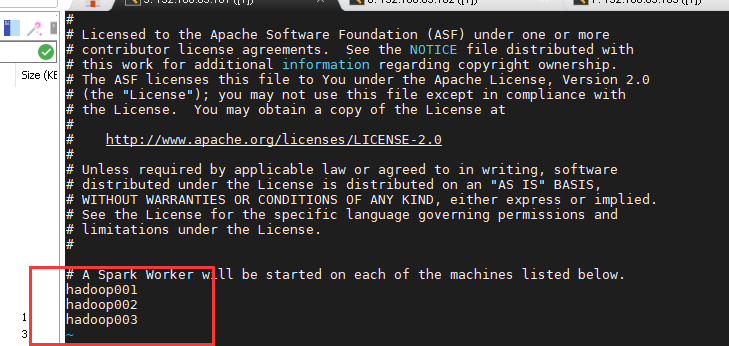 Size (KE
#
# Licensed to the Apache Software Foundation (ASF) under one or more
# contributor license agreements.  See the NOTICE file distributed with
# this work for additional information regarding copyright ownership.
# The ASF licenses this file to You under the Apache License, Version 2.0
# (the "License"); you may not use this file except in compliance with
# the License.  You may obtain a copy of the License at
#
#    http://www.apache.org/licenses/LICENSE-2.0
#
# Unless required by applicable law or agreed to in writing, software
# distributed under the License is distributed on an "AS IS" BASIS,
# WITHOUT WARRANTIES OR CONDITIONS OF ANY KIND, either express or implied.
# See the License for the specific language governing permissions and
# limitations under the License.
#

# A Spark Worker will be started on each of the machines listed below.
hadoop001
hadoop002
hadoop003
~
1
3